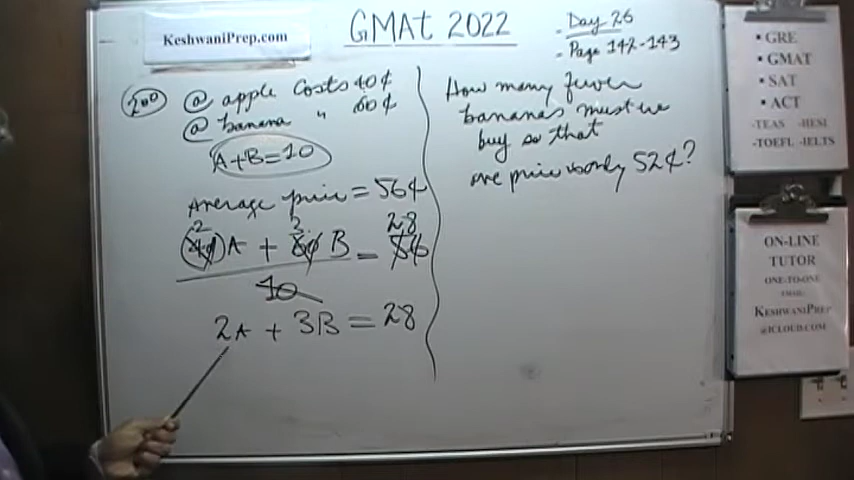 KeshwaniPrep.com
GMAT 2022
- Day 26
- Page 142-143
200
@ apple Costs 40¢
@ banana " 60¢
A+B=10
Average price = 56¢
2 3 28
(40)A + 60 B = 56
10
2A + 3B = 28
How many fewer
bananas must we
buy so that
ave price is only 52¢?
▪ GRE
▪ GMAT
▪ SAT
▪ ACT
-TEAS -HESI
-TOEFL -IELTS
ON-LINE
TUTOR
ONE-TO-ONE
EMAIL:
KESHWANIPREP
@ICLOUD.COM